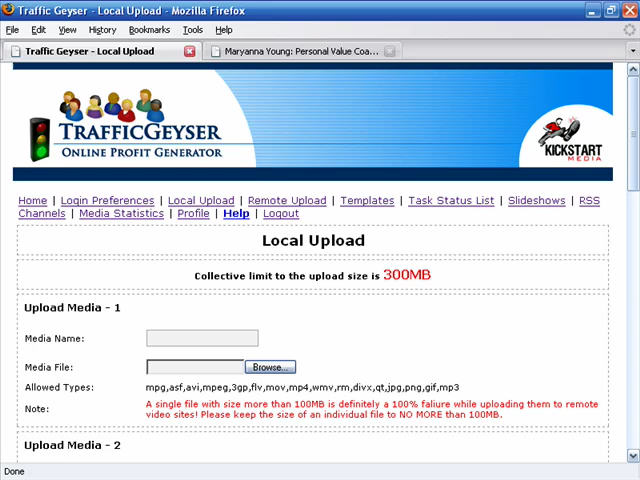 Traffic Geyser - Local Upload - Mozilla Firefox
File Edit View History Bookmarks Tools Help
Traffic Geyser - Local Upload
Maryanna Young: Personal Value Coa...
TRAFFICGEYSER
ONLINE PROFIT GENERATOR
KICKSTART
MEDIA
Home | Login Preferences | Local Upload | Remote Upload | Templates | Task Status List | Slideshows | RSS
Channels | Media Statistics | Profile | Help | Logout
Local Upload
Collective limit to the upload size is 300MB
Upload Media - 1
Media Name:
Media File: Browse...
Allowed Types: mpg,asf,avi,mpeg,3gp,flv,mov,mp4,wmv,rm,divx,qt,jpg,png,gif,mp3
Note: A single file with size more than 100MB is definitely a 100% faliure while uploading them to remote
video sites! Please keep the size of an individual file to NO MORE than 100MB.
Upload Media - 2
Done